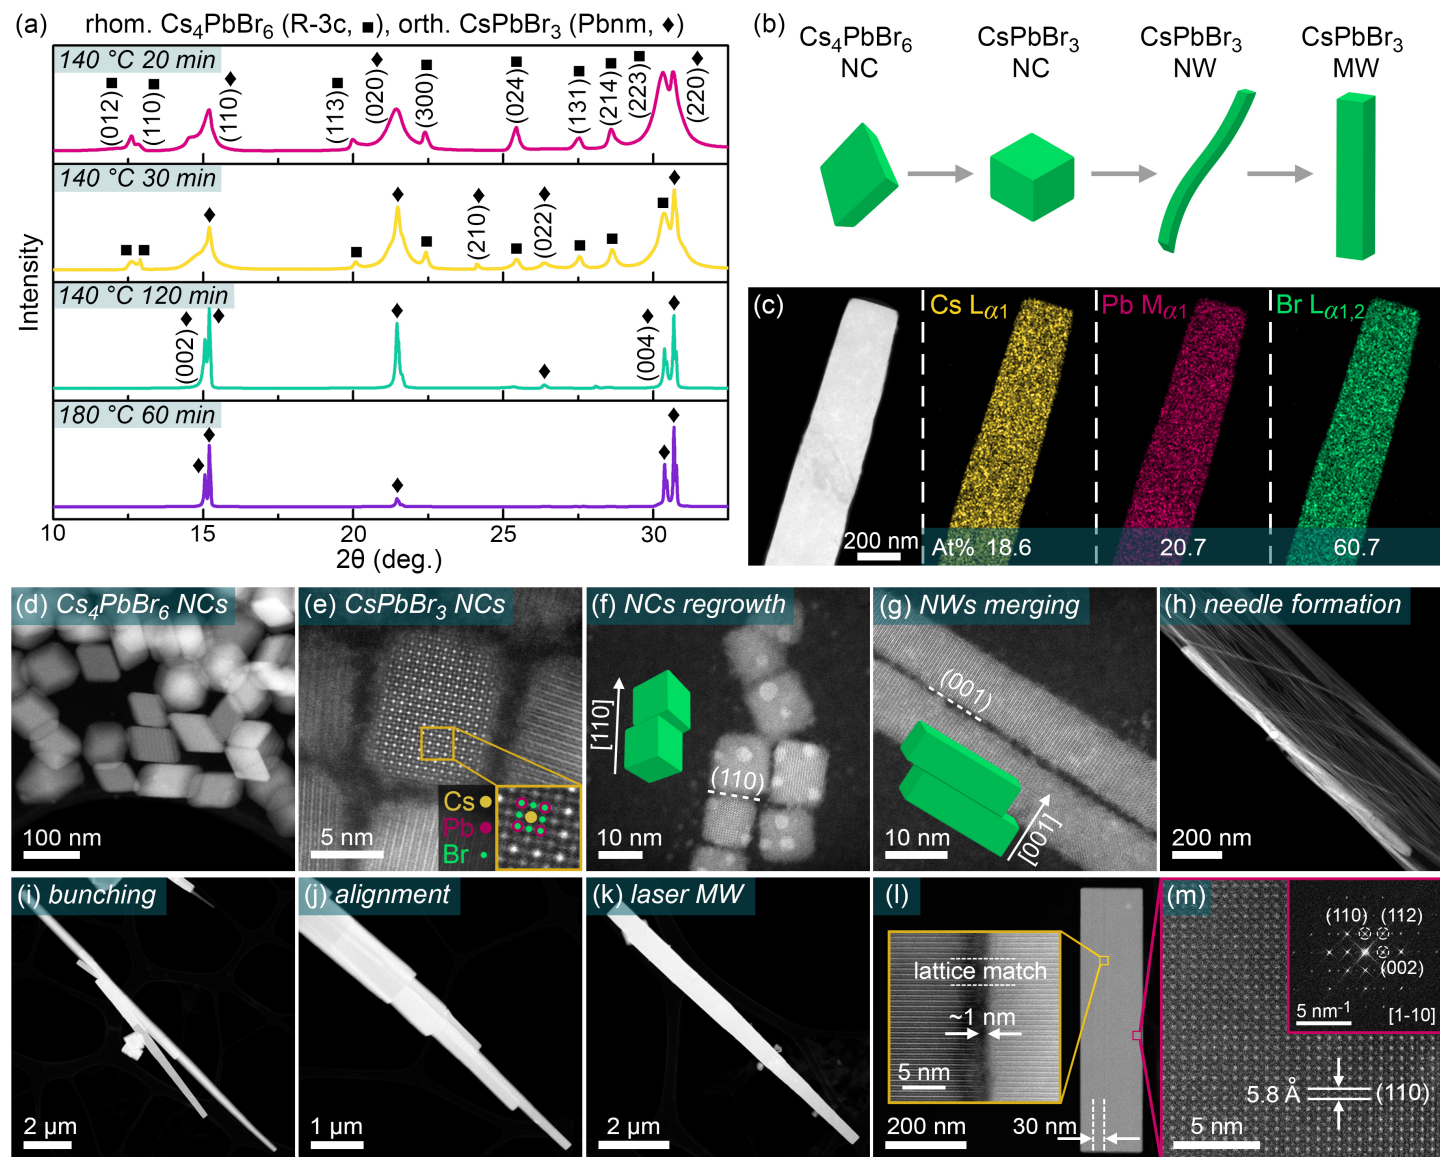 (a) rhom. Cs4PbBr6 (R-3c, ■), orth. CsPbBr3 (Pbnm, ♦)
140 °C 20 min
(012)
(110)
(110)
(113)
(020)
(300)
(024)
(131)
(214)
(223)
(220)
140 °C 30 min
(210)
(022)
140 °C 120 min
(002)
(004)
180 °C 60 min
Intensity
10 15 20 25 30
2θ (deg.)
(b)
Cs4PbBr6
NC
CsPbBr3
NC
CsPbBr3
NW
CsPbBr3
MW
(c)
Cs Lα1
Pb Mα1
Br Lα1,2
200 nm
At% 18.6 20.7 60.7
(d) Cs4PbBr6 NCs
100 nm
(e) CsPbBr3 NCs
5 nm
Cs
Pb
Br
(f) NCs regrowth
[110]
(110)
10 nm
(g) NWs merging
(001)
[001]
10 nm
(h) needle formation
200 nm
(i) bunching
2 µm
(j) alignment
1 µm
(k) laser MW
2 µm
(l)
lattice match
~1 nm
5 nm
200 nm
30 nm
(m)
(110) (112)
(002)
5 nm-1
[1-10]
5.8 Å (110)
5 nm